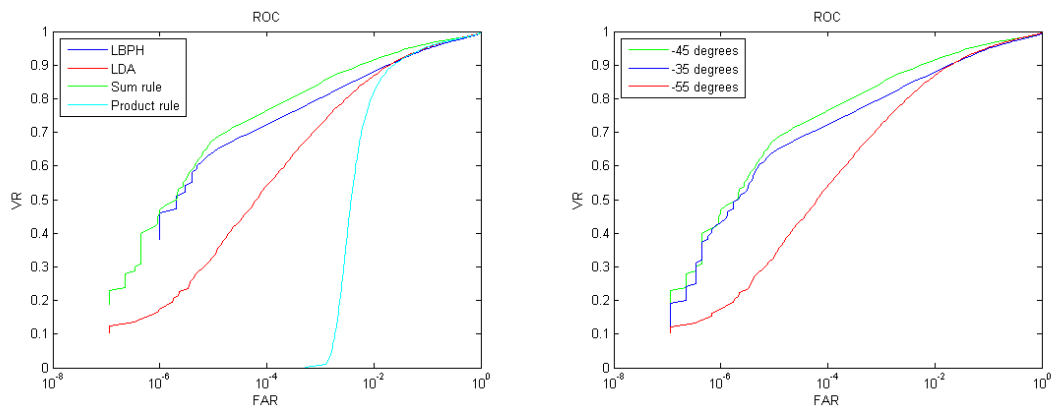 ROC
1
0.9
0.8
0.7
0.6
0.5
0.4
0.3
0.2
0.1
0
VR
LBPH
LDA
Sum rule
Product rule
10^-8
10^-6
10^-4
10^-2
10^0
FAR
ROC
1
0.9
0.8
0.7
0.6
0.5
0.4
0.3
0.2
0.1
0
VR
-45 degrees
-35 degrees
-55 degrees
10^-8
10^-6
10^-4
10^-2
10^0
FAR